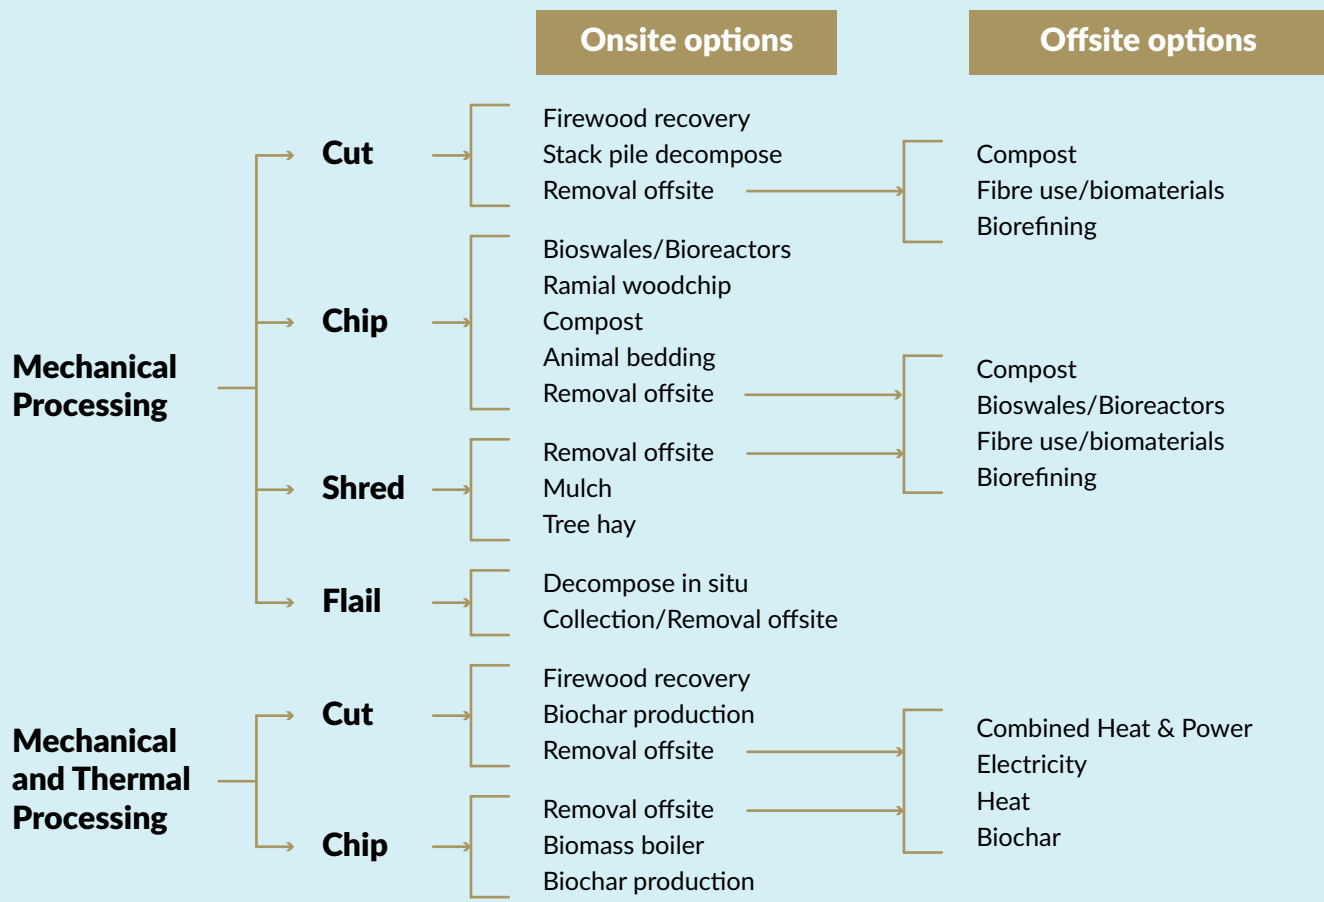 Onsite options
Offsite options
Mechanical
Processing
Cut
Firewood recovery
Stack pile decompose
Removal offsite
Compost
Fibre use/biomaterials
Biorefining
Chip
Bioswales/Bioreactors
Ramial woodchip
Compost
Animal bedding
Removal offsite
Compost
Bioswales/Bioreactors
Fibre use/biomaterials
Biorefining
Shred
Removal offsite
Mulch
Tree hay
Flail
Decompose in situ
Collection/Removal offsite
Mechanical
and Thermal
Processing
Cut
Firewood recovery
Biochar production
Removal offsite
Combined Heat & Power
Electricity
Heat
Biochar
Chip
Removal offsite
Biomass boiler
Biochar production